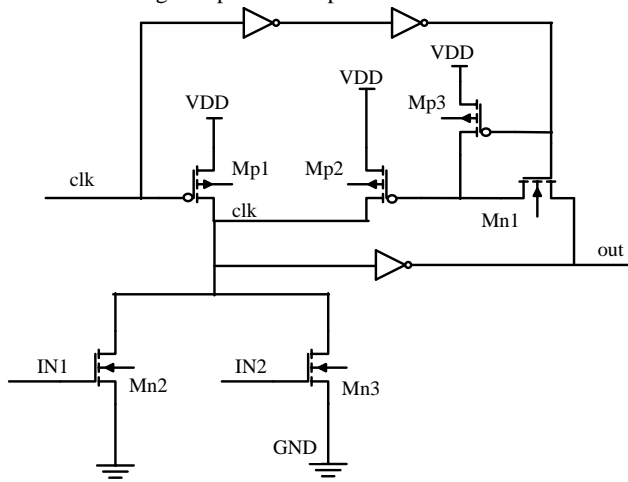 VDD
VDD
VDD
Mp3
Mp1
Mp2
clk
clk
Mn1
out
IN1
Mn2
IN2
Mn3
GND